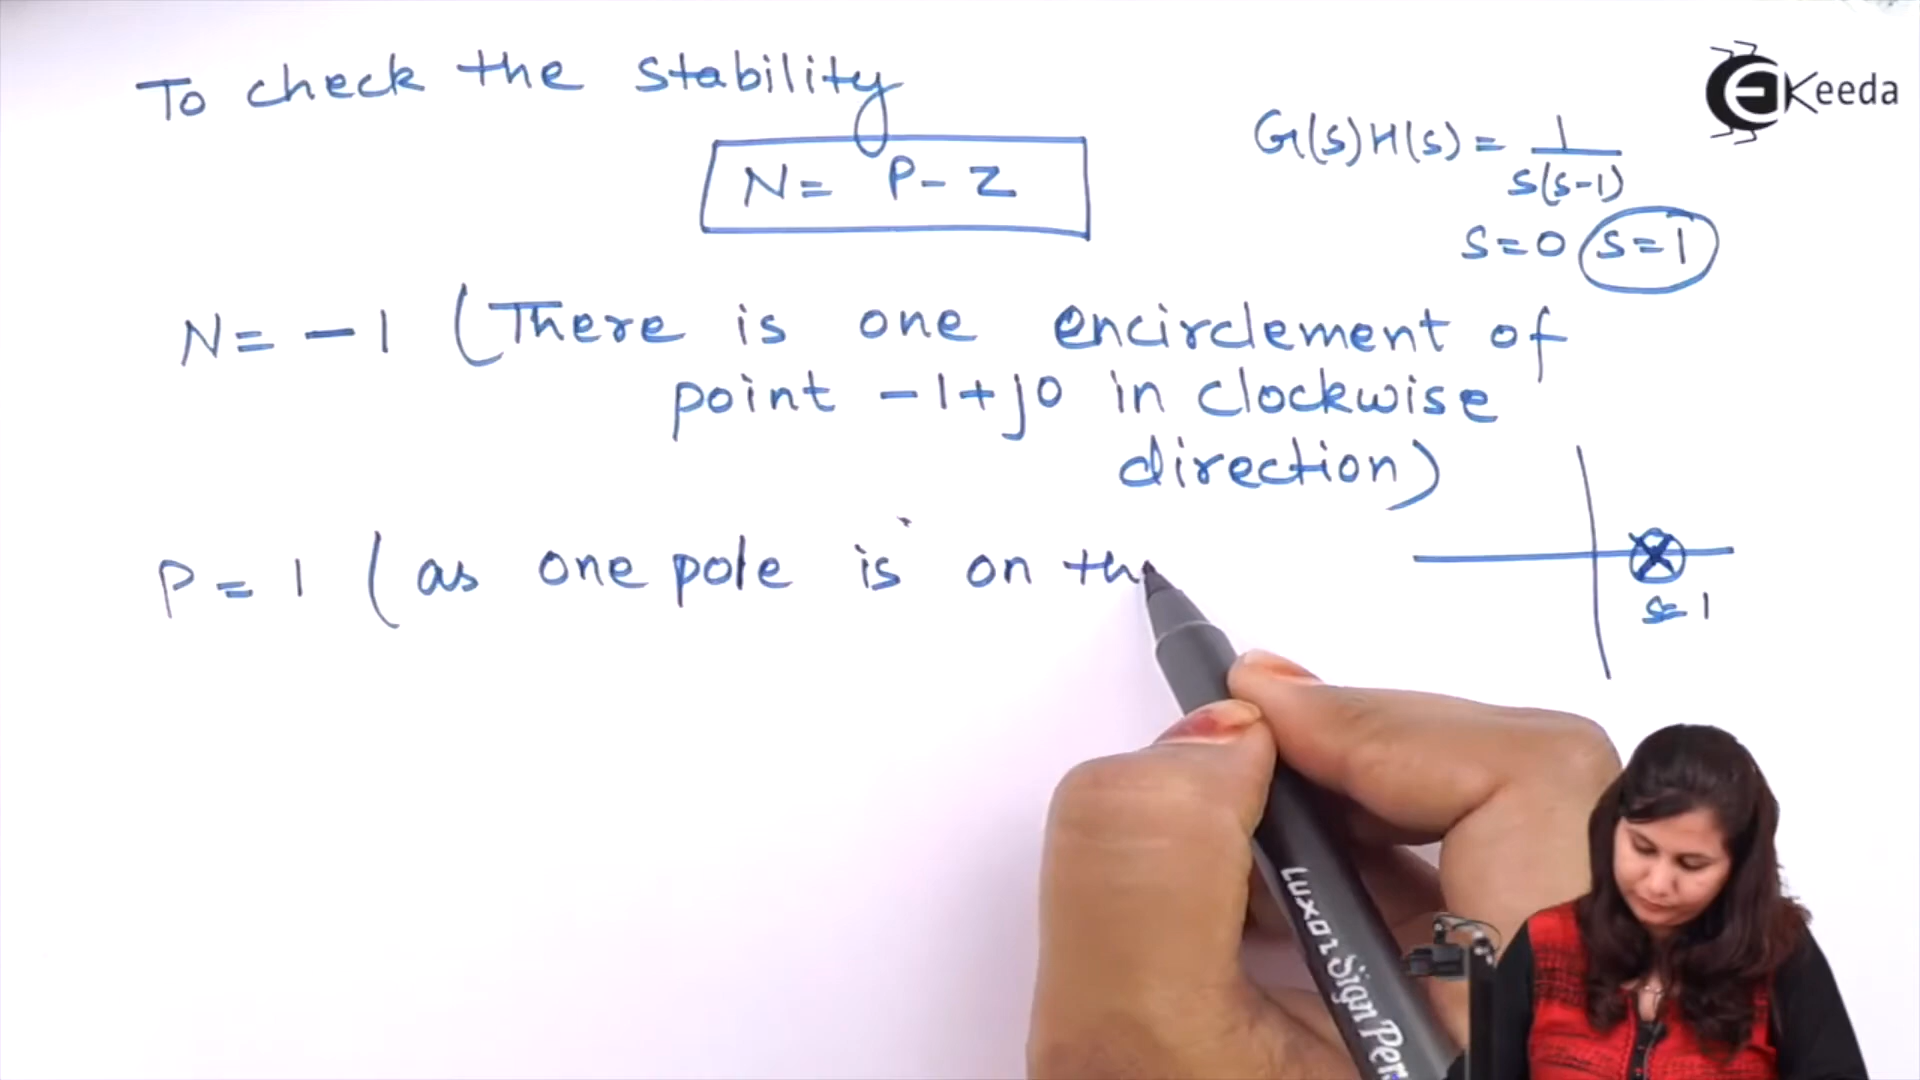 To check the stability
EKeeda
N = P - Z
G(s)H(s) = 1
s(s-1)
s=0 s=1
N = -1 (There is one encirclement of
point -1+j0 in clockwise
direction)
P = 1 (as one pole is on th
s=1
LUXOR Sign Pen